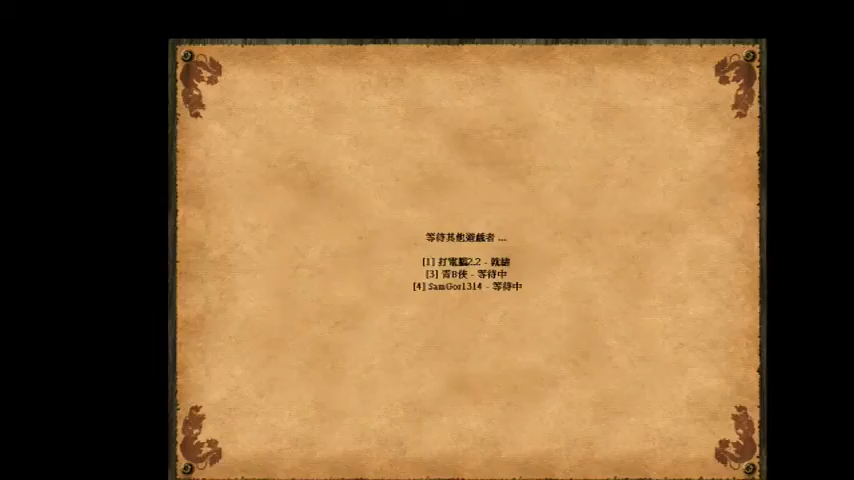 等待其他遊戲者 ...
[1] 打電腦2.2 - 就緒
[3] 青B俠 - 等待中
[4] SamGor1314 - 等待中